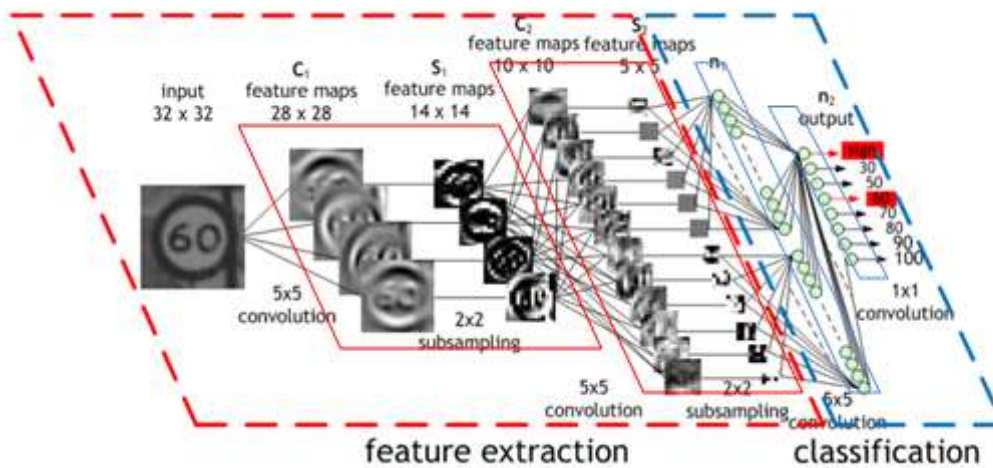 input
32 x 32
C1
feature maps
28 x 28
S1
feature maps
14 x 14
C2
feature maps
10 x 10
S2
feature maps
5 x 5
n1
n2
output
60
sign
30
50
60
70
80
90
100
5x5
convolution
2x2
subsampling
5x5
convolution
2x2
subsampling
convolution
1x1
convolution
feature extraction
classification